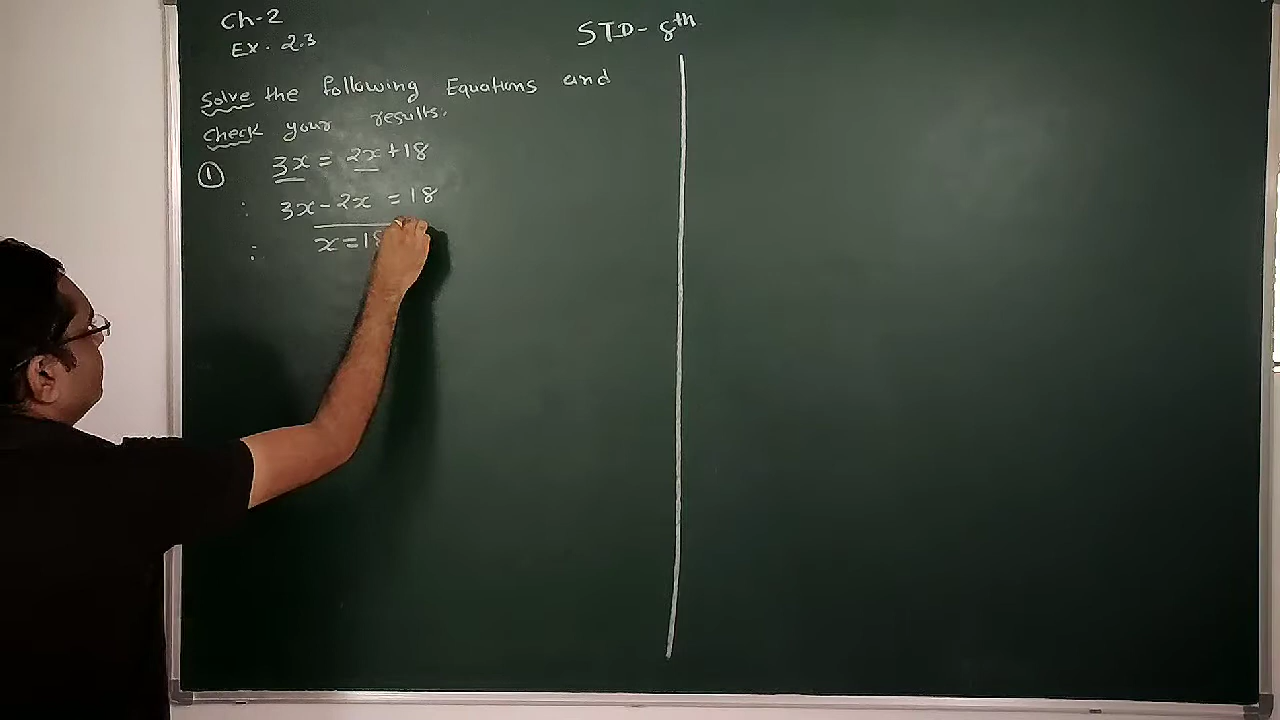 Ch-2
Ex. 2.3
STD- 8th
Solve the following Equations and
Check your results.
① 3x = 2x +18
: 3x-2x = 18
∴ x=18